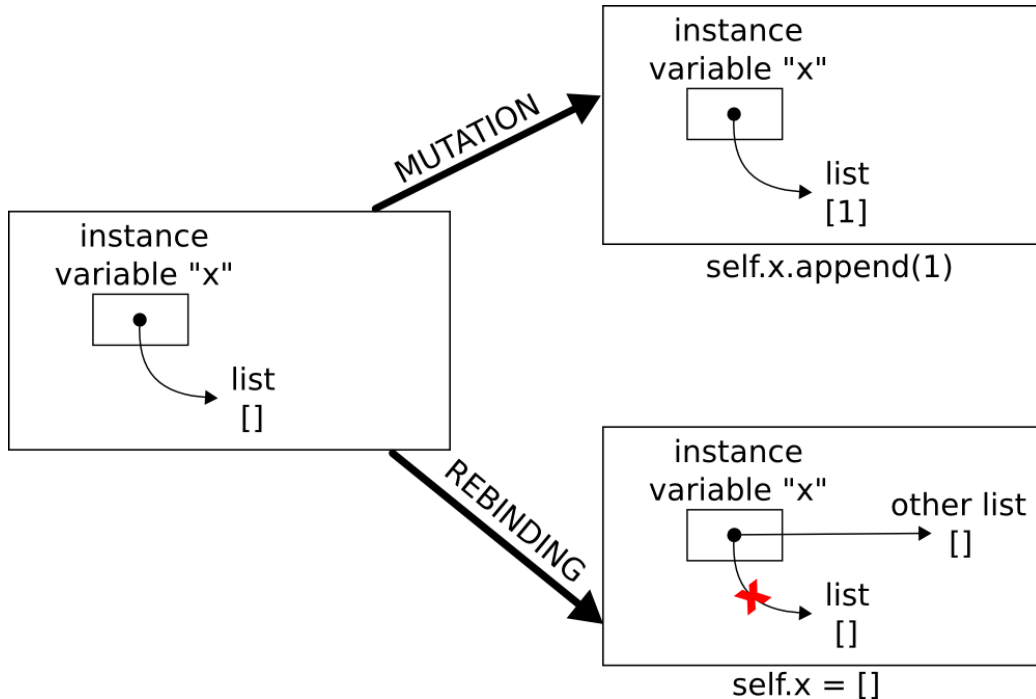 instance
variable "x"
list
[]
MUTATION
instance
variable "x"
list
[1]
self.x.append(1)
REBINDING
instance
variable "x"
other list
[]
list
[]
self.x = []